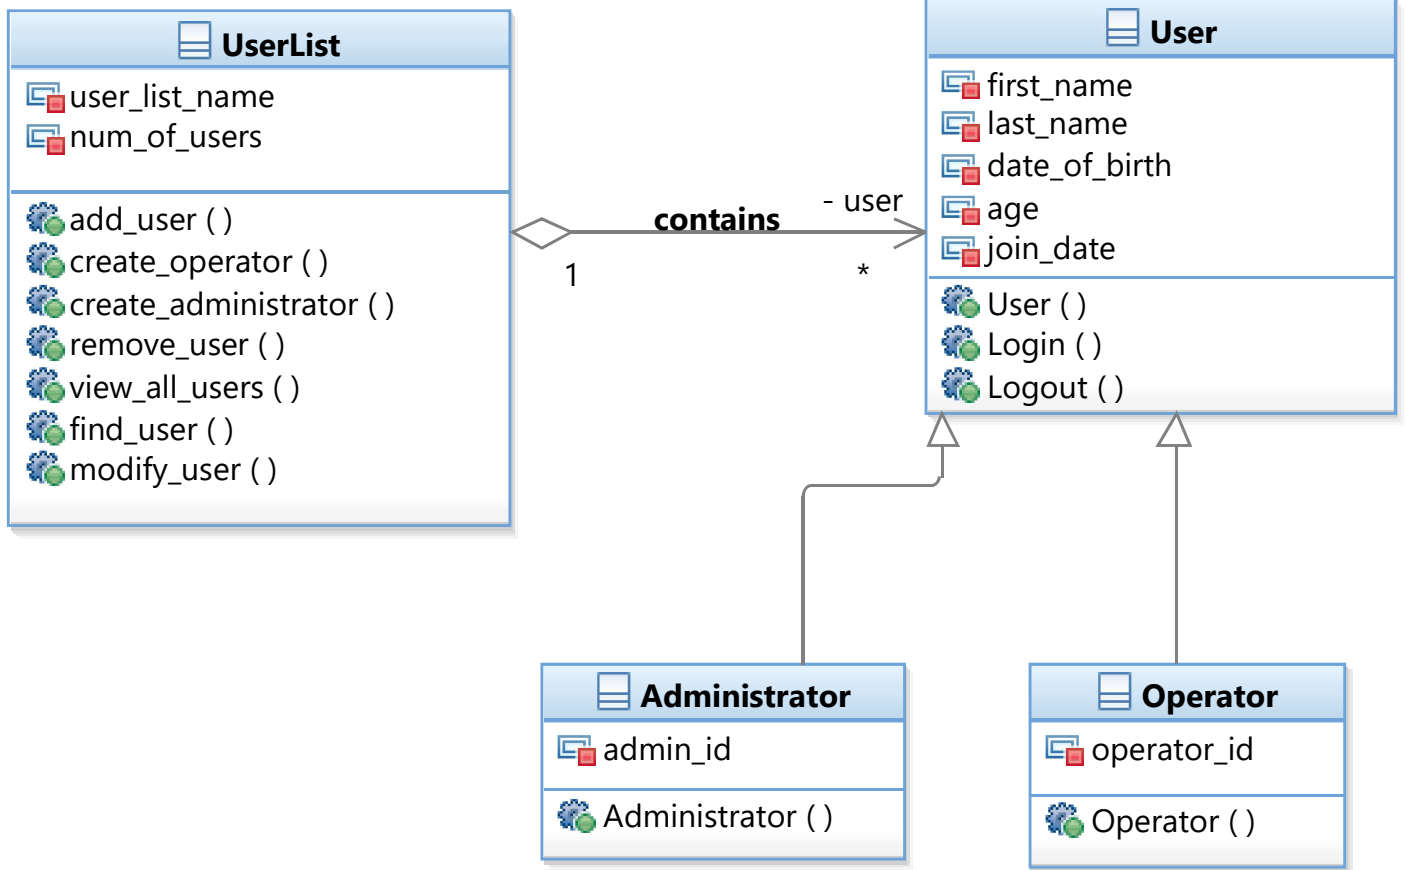 UserList
user_list_name
num_of_users
add_user ( )
create_operator ( )
create_administrator ( )
remove_user ( )
view_all_users ( )
find_user ( )
modify_user ( )
contains
- user
1
*
User
first_name
last_name
date_of_birth
age
join_date
User ( )
Login ( )
Logout ( )
Administrator
admin_id
Administrator ( )
Operator
operator_id
Operator ( )